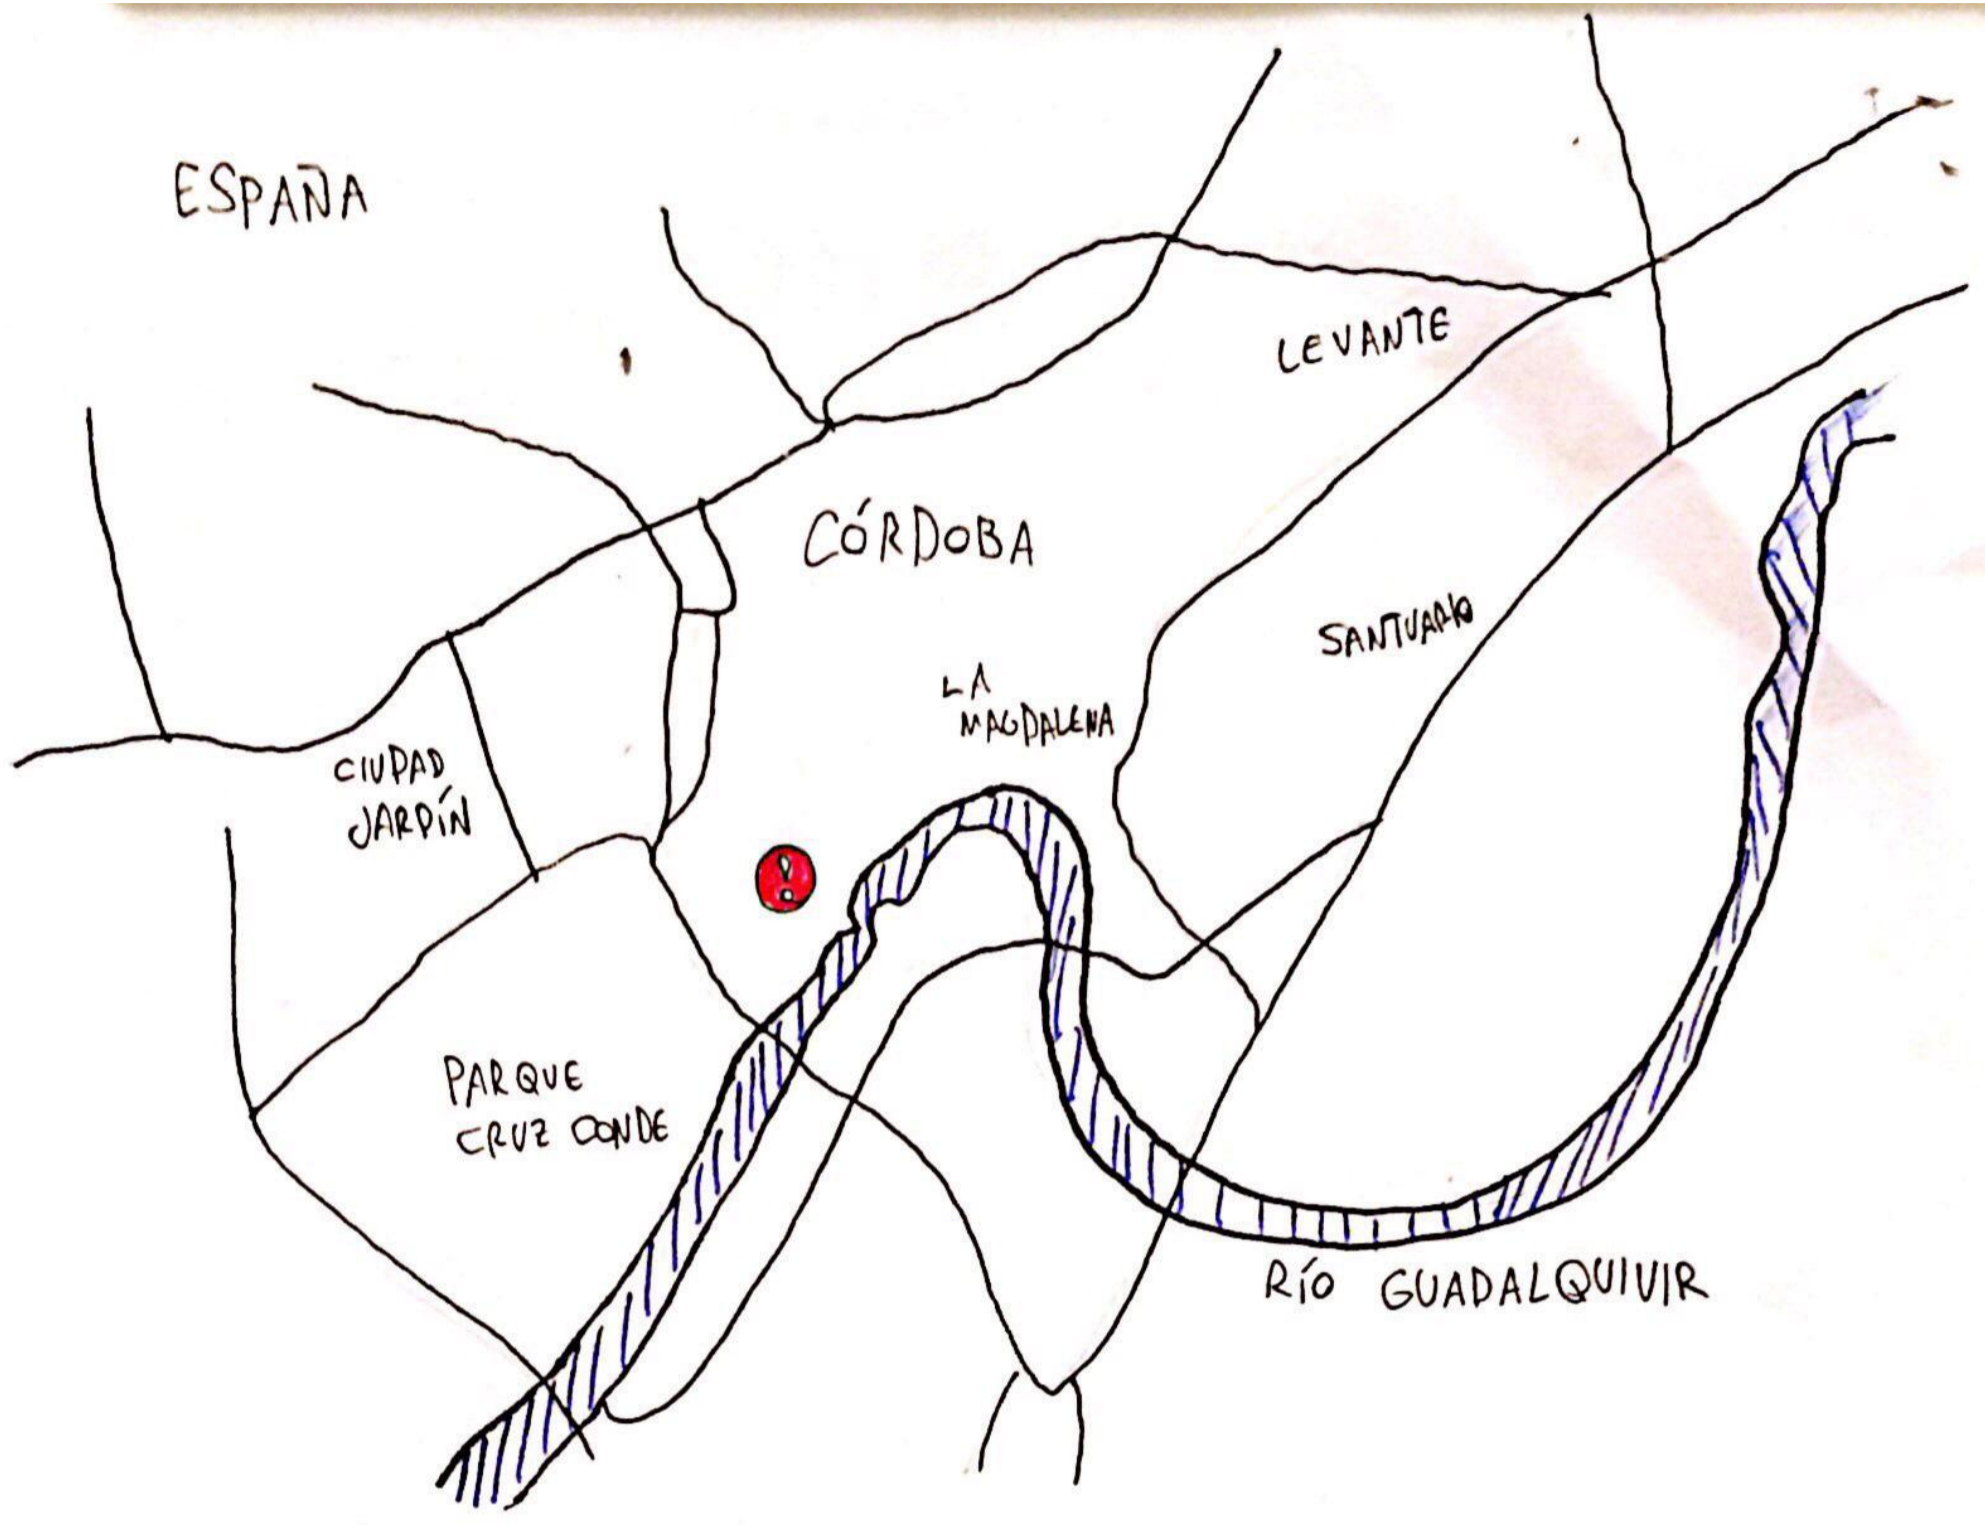 ESPAÑA
LEVANTE
CÓRDOBA
SANTUARIO
LA
MAGDALENA
CIUDAD
JARDÍN
!
PARQUE
CRUZ CONDE
RÍO GUADALQUIVIR